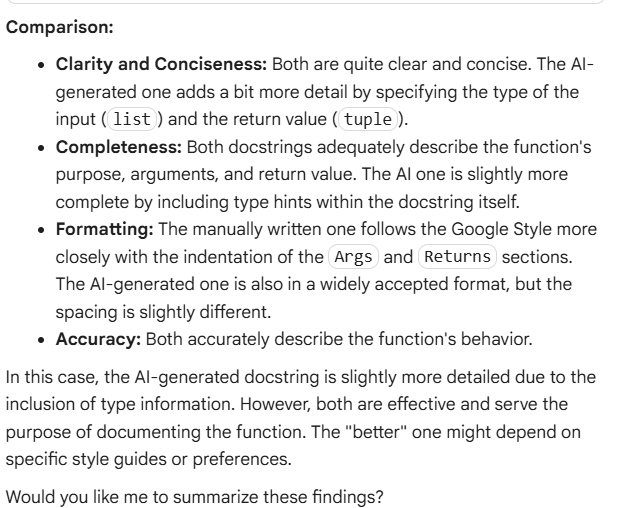 Comparison:
• Clarity and Conciseness: Both are quite clear and concise. The AI-
generated one adds a bit more detail by specifying the type of the
input ( list ) and the return value ( tuple ).
• Completeness: Both docstrings adequately describe the function's
purpose, arguments, and return value. The AI one is slightly more
complete by including type hints within the docstring itself.
• Formatting: The manually written one follows the Google Style more
closely with the indentation of the Args and Returns sections.
The AI-generated one is also in a widely accepted format, but the
spacing is slightly different.
• Accuracy: Both accurately describe the function's behavior.
In this case, the AI-generated docstring is slightly more detailed due to the
inclusion of type information. However, both are effective and serve the
purpose of documenting the function. The "better" one might depend on
specific style guides or preferences.
Would you like me to summarize these findings?